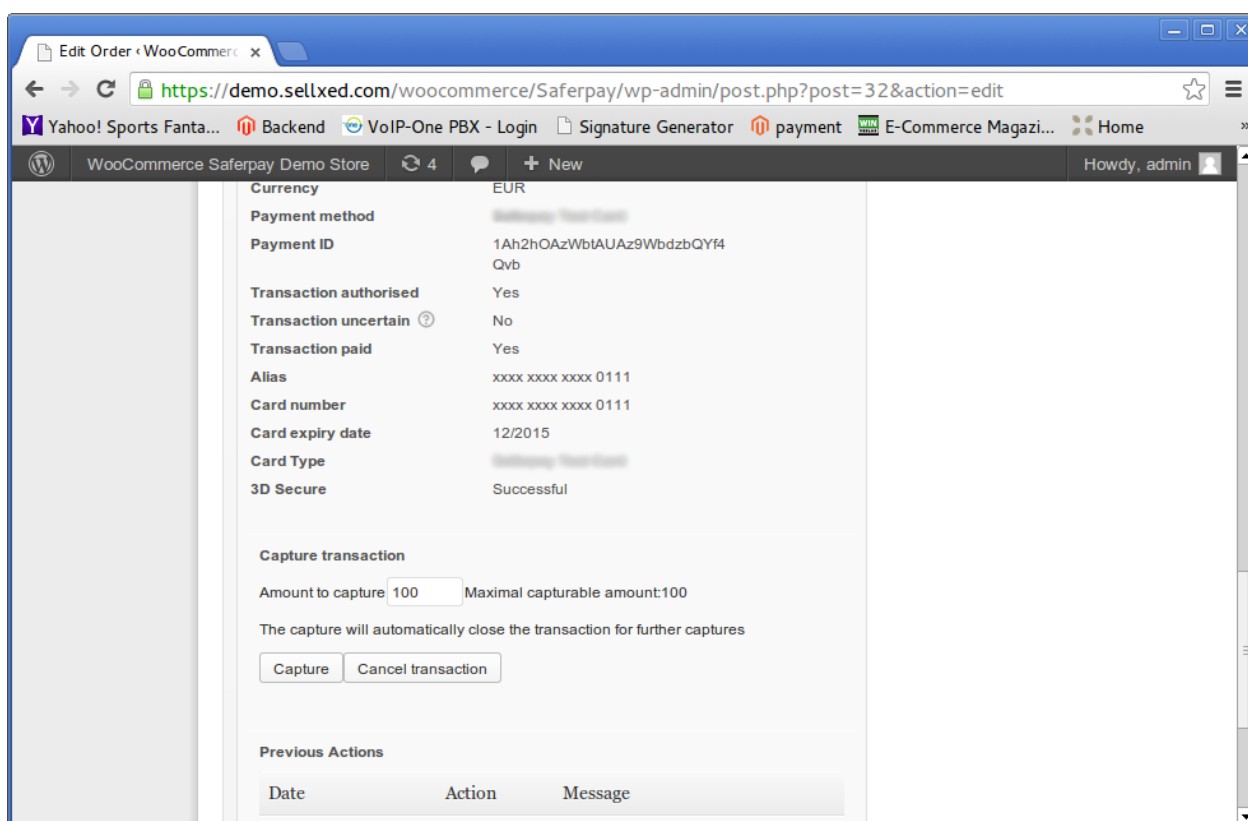 Edit Order ‹ WooCommerc
https://demo.sellxed.com/woocommerce/Saferpay/wp-admin/post.php?post=32&action=edit
Yahoo! Sports Fanta... Backend VoIP-One PBX - Login Signature Generator payment E-Commerce Magazi... Home »
WooCommerce Saferpay Demo Store 4 + New Howdy, admin
Currency EUR
Payment method
Payment ID 1Ah2hOAzWbtAUAz9WbdzbQYf4
Qvb
Transaction authorised Yes
Transaction uncertain ? No
Transaction paid Yes
Alias xxxx xxxx xxxx 0111
Card number xxxx xxxx xxxx 0111
Card expiry date 12/2015
Card Type
3D Secure Successful
Capture transaction
Amount to capture 100 Maximal capturable amount:100
The capture will automatically close the transaction for further captures
Capture Cancel transaction
Previous Actions
Date Action Message